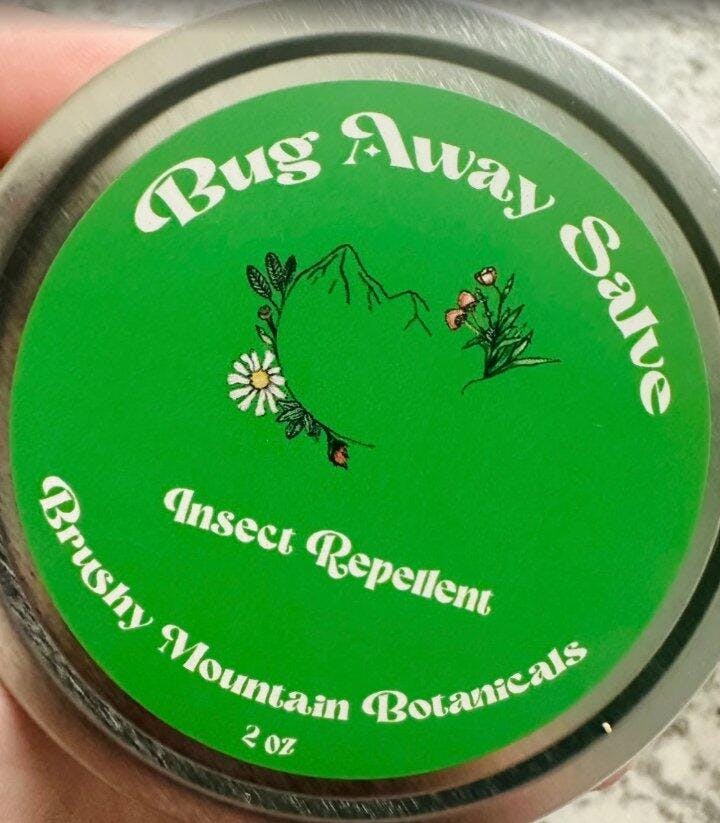 Bug Away Salve
Insect Repellent
Brushy Mountain Botanicals
2 oz